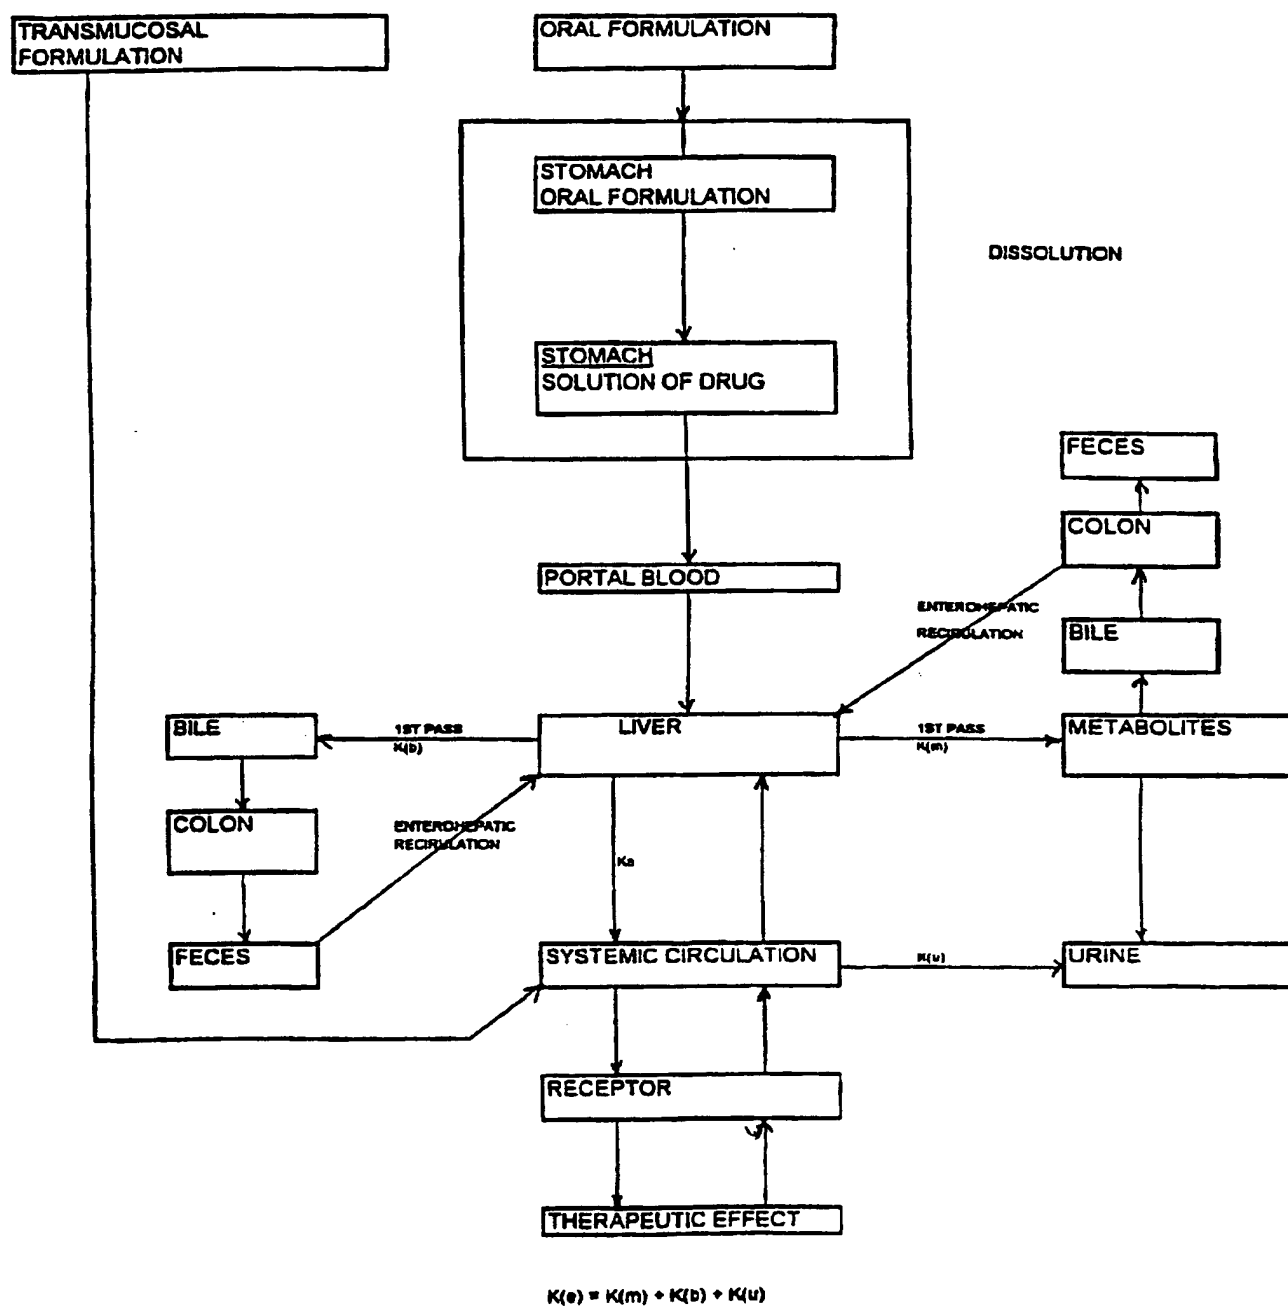 TRANSMUCOSAL
FORMULATION
ORAL FORMULATION
STOMACH
ORAL FORMULATION
DISSOLUTION
STOMACH
SOLUTION OF DRUG
FECES
COLON
PORTAL BLOOD
ENTEROHEPATIC
RECIRULATION
BILE
BILE
1ST PASS
K(b)
LIVER
1ST PASS
K(m)
METABOLITES
COLON
ENTEROHEPATIC
RECIRULATION
Ka
FECES
SYSTEMIC CIRCULATION
K(u)
URINE
RECEPTOR
THERAPEUTIC EFFECT
K(e) = K(m) + K(b) + K(u)